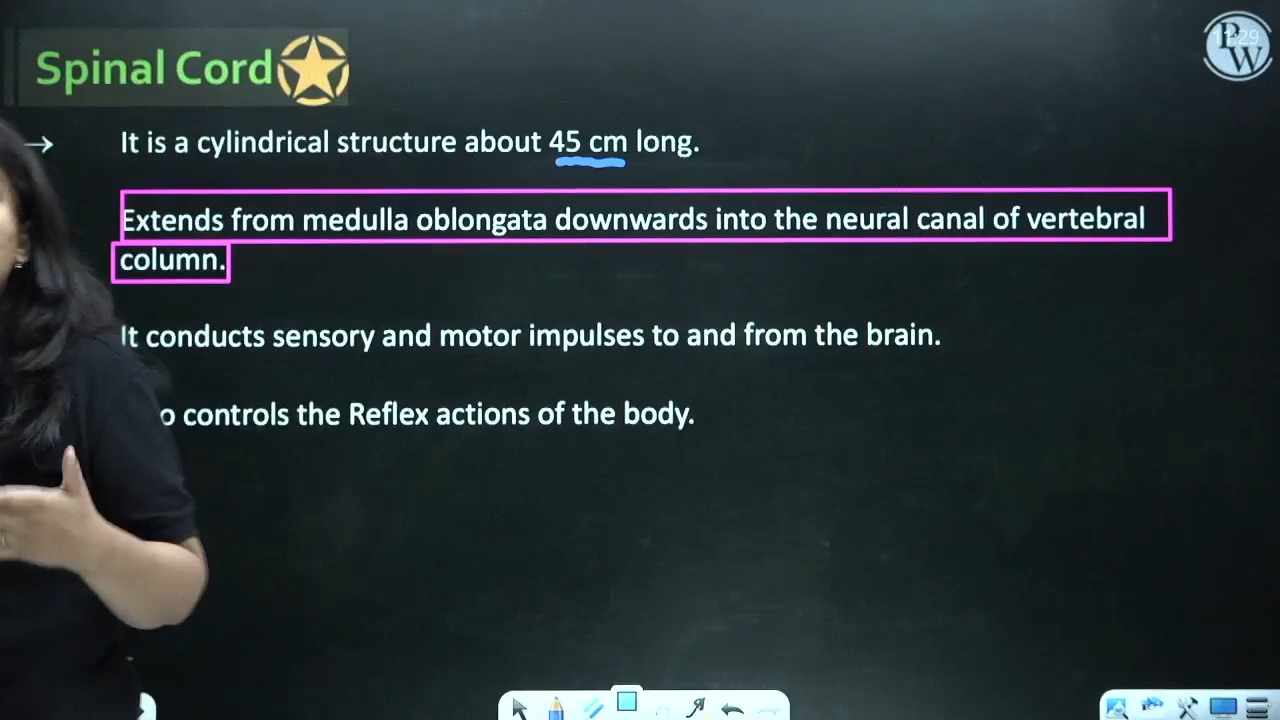 Spinal Cord
It is a cylindrical structure about 45 cm long.
Extends from medulla oblongata downwards into the neural canal of vertebral
column.
It conducts sensory and motor impulses to and from the brain.
controls the Reflex actions of the body.
PW